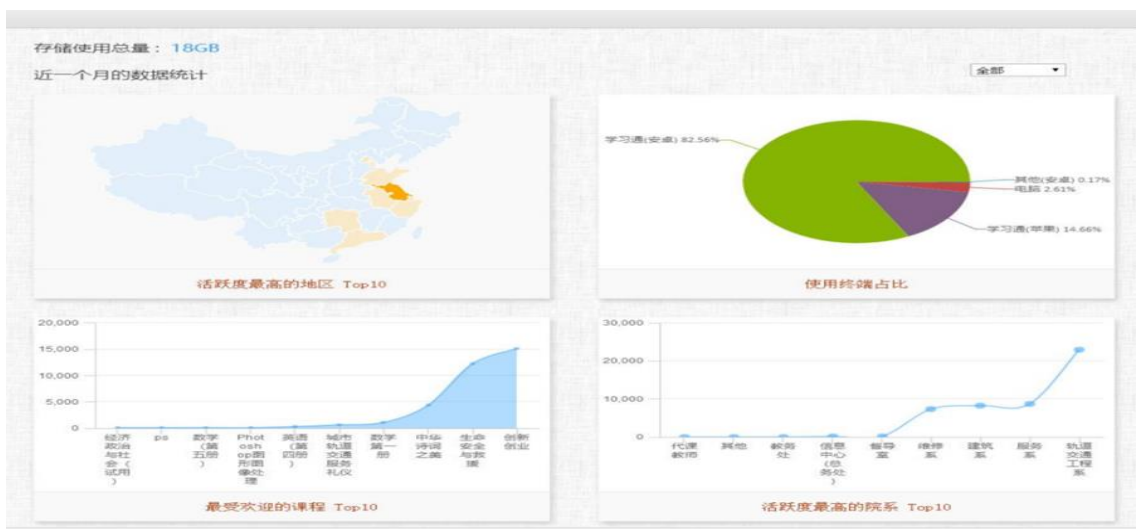 存储使用总量: 18GB
近一个月的数据统计
全部
学习通(安卓) 82.56%
其他(安卓) 0.17%
电脑 2.61%
学习通(苹果) 14.66%
活跃度最高的地区 Top10
使用终端占比
20,000
15,000
10,000
5,000
0
经济
政治
与社
会(
试用
)
ps
数学
(第
五册
)
Phot
osh
op图
形图
像处
理
英语
(第
四册
)
城市
轨道
交通
服务
礼仪
数学
第一
册
中华
诗词
之美
生命
安全
与救
援
创新
创业
最受欢迎的课程 Top10
30,000
20,000
10,000
0
代课
教师
其他
教务
处
信息
中心
(总
务处
)
督导
室
维修
系
建筑
系
服务
系
轨道
交通
工程
系
活跃度最高的院系 Top10